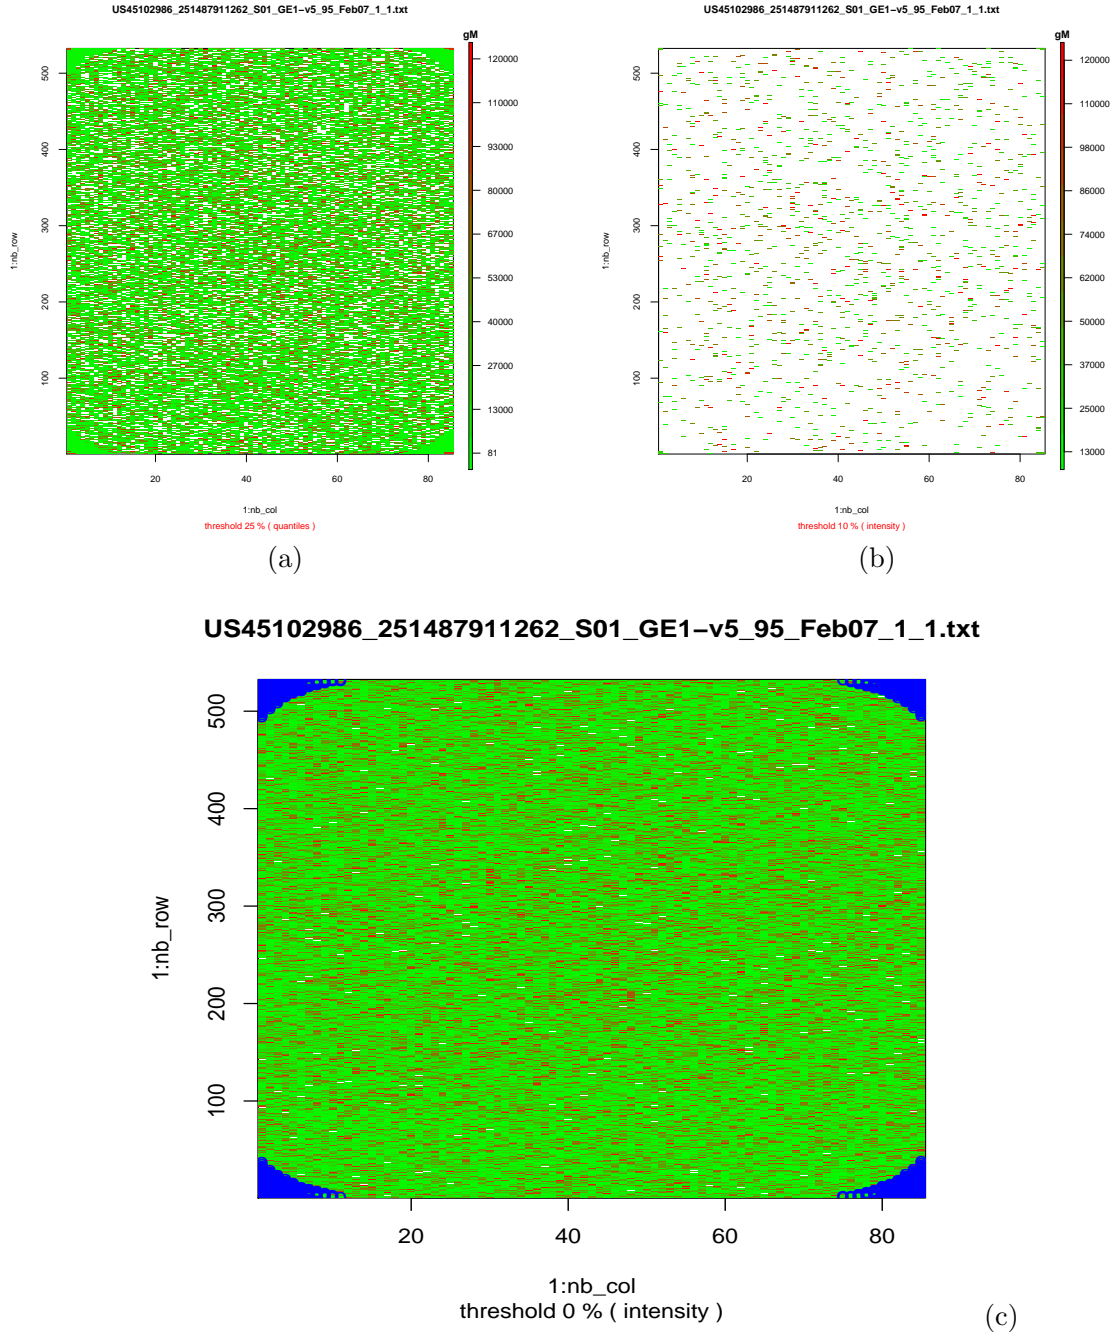 US45102986_251487911262_S01_GE1−v5_95_Feb07_1_1.txt
gM
120000
110000
93000
80000
67000
53000
40000
27000
13000
81
500
400
300
200
100
1:nb_row
20 40 60 80
1:nb_col
threshold 25 % ( quantiles )
(a)
US45102986_251487911262_S01_GE1−v5_95_Feb07_1_1.txt
gM
120000
110000
98000
86000
74000
62000
50000
37000
25000
13000
500
400
300
200
100
1:nb_row
20 40 60 80
1:nb_col
threshold 10 % ( intensity )
(b)
US45102986_251487911262_S01_GE1−v5_95_Feb07_1_1.txt
500
400
300
200
100
1:nb_row
20 40 60 80
1:nb_col
threshold 0 % ( intensity )
(c)